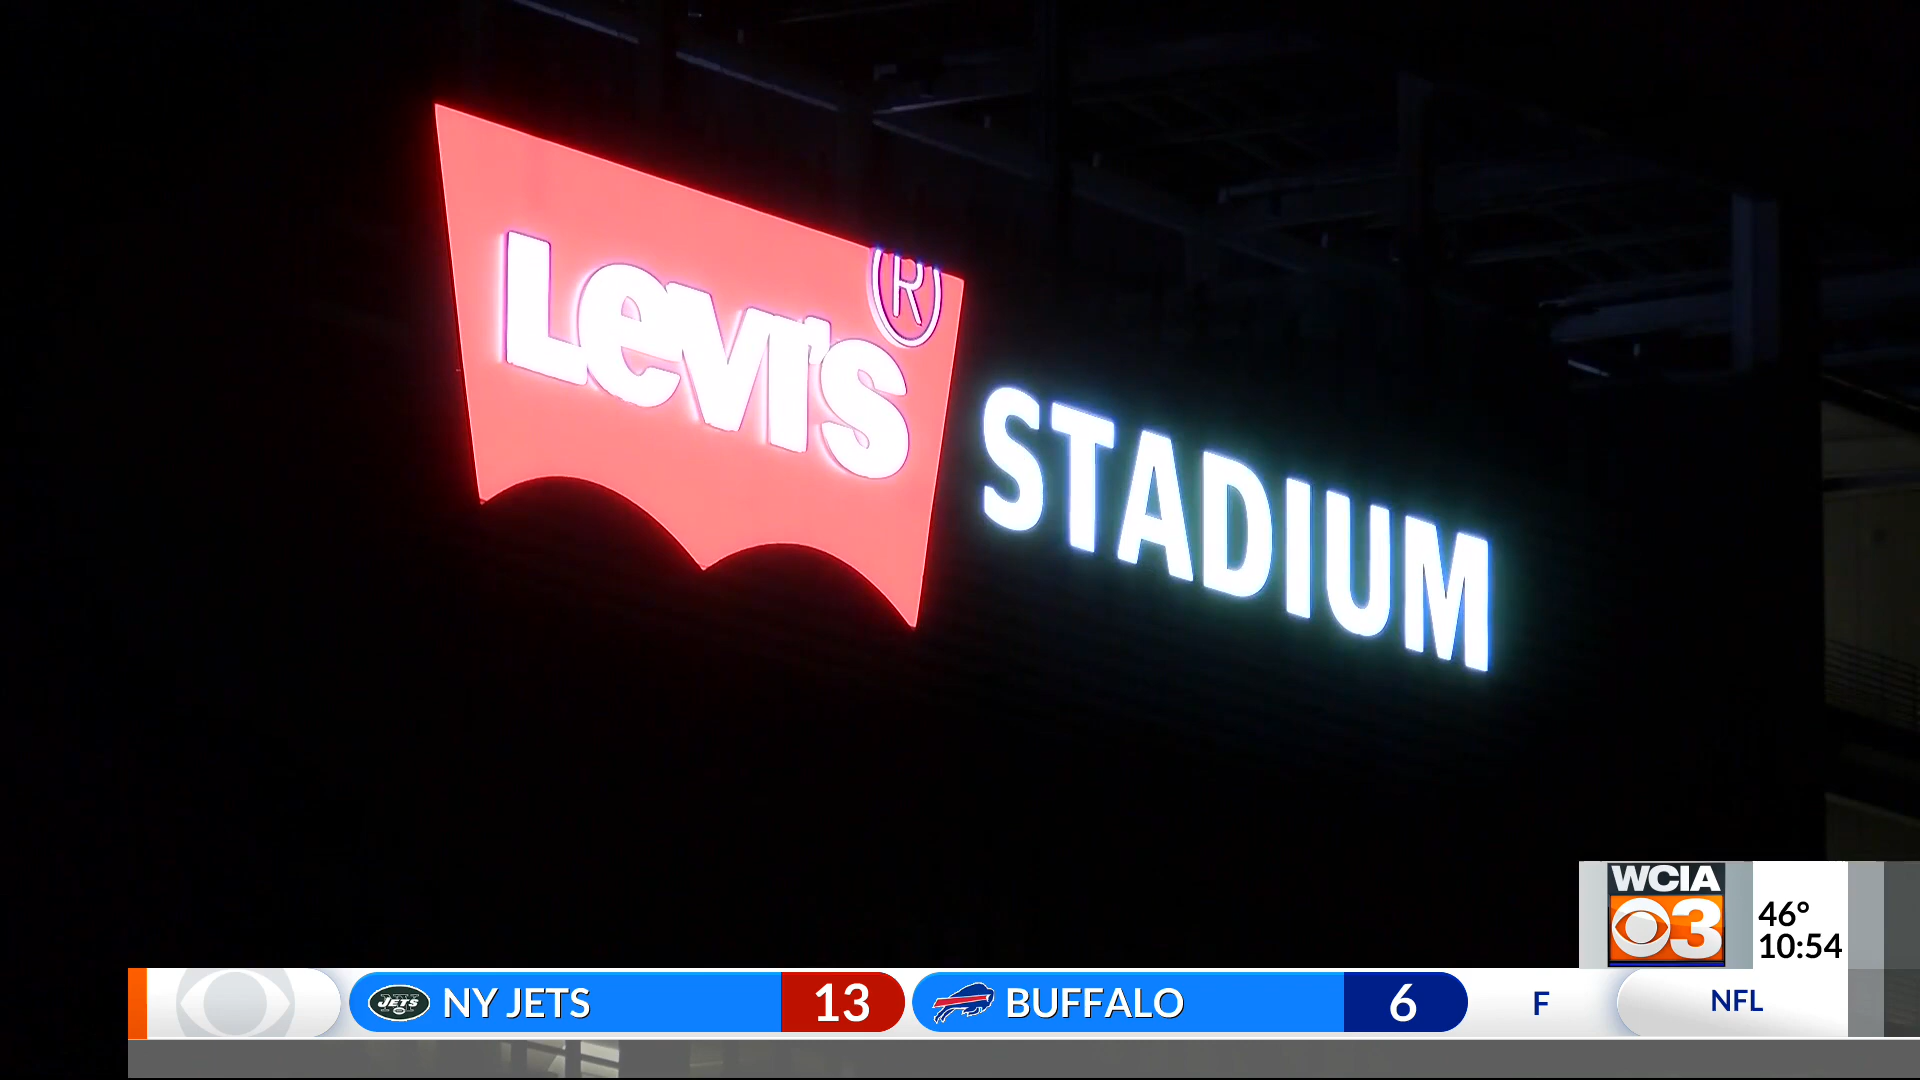 Levi's ®
STADIUM
WCIA
3
46°
10:54
JETS NY JETS 13 BUFFALO 6 F NFL